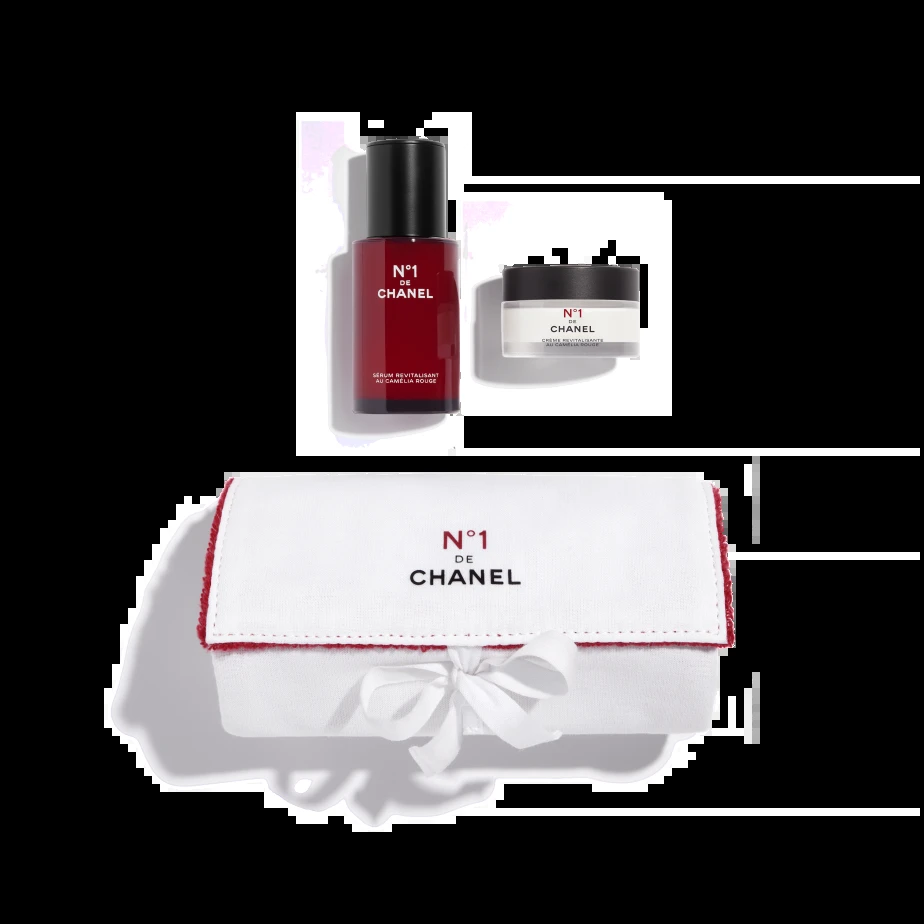 N°1
DE
CHANEL
SÉRUM REVITALISANT
AU CAMÉLIA ROUGE
N°1
DE
CHANEL
CRÈME REVITALISANTE
AU CAMÉLIA ROUGE
N°1
DE
CHANEL